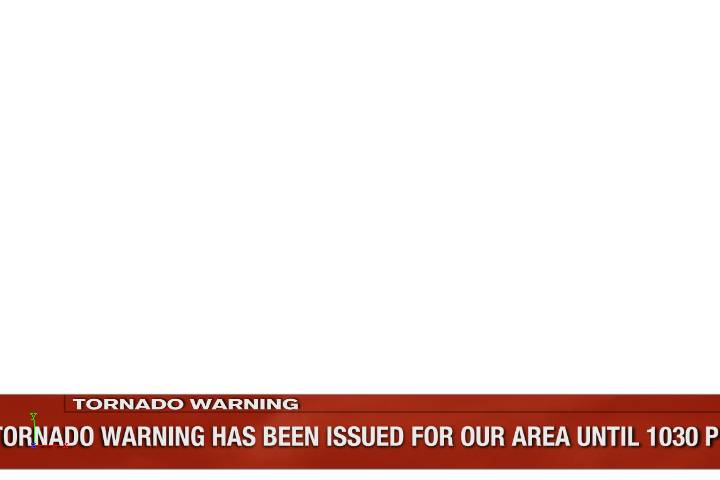 TORNADO WARNING
TORNADO WARNING HAS BEEN ISSUED FOR OUR AREA UNTIL 1030 P